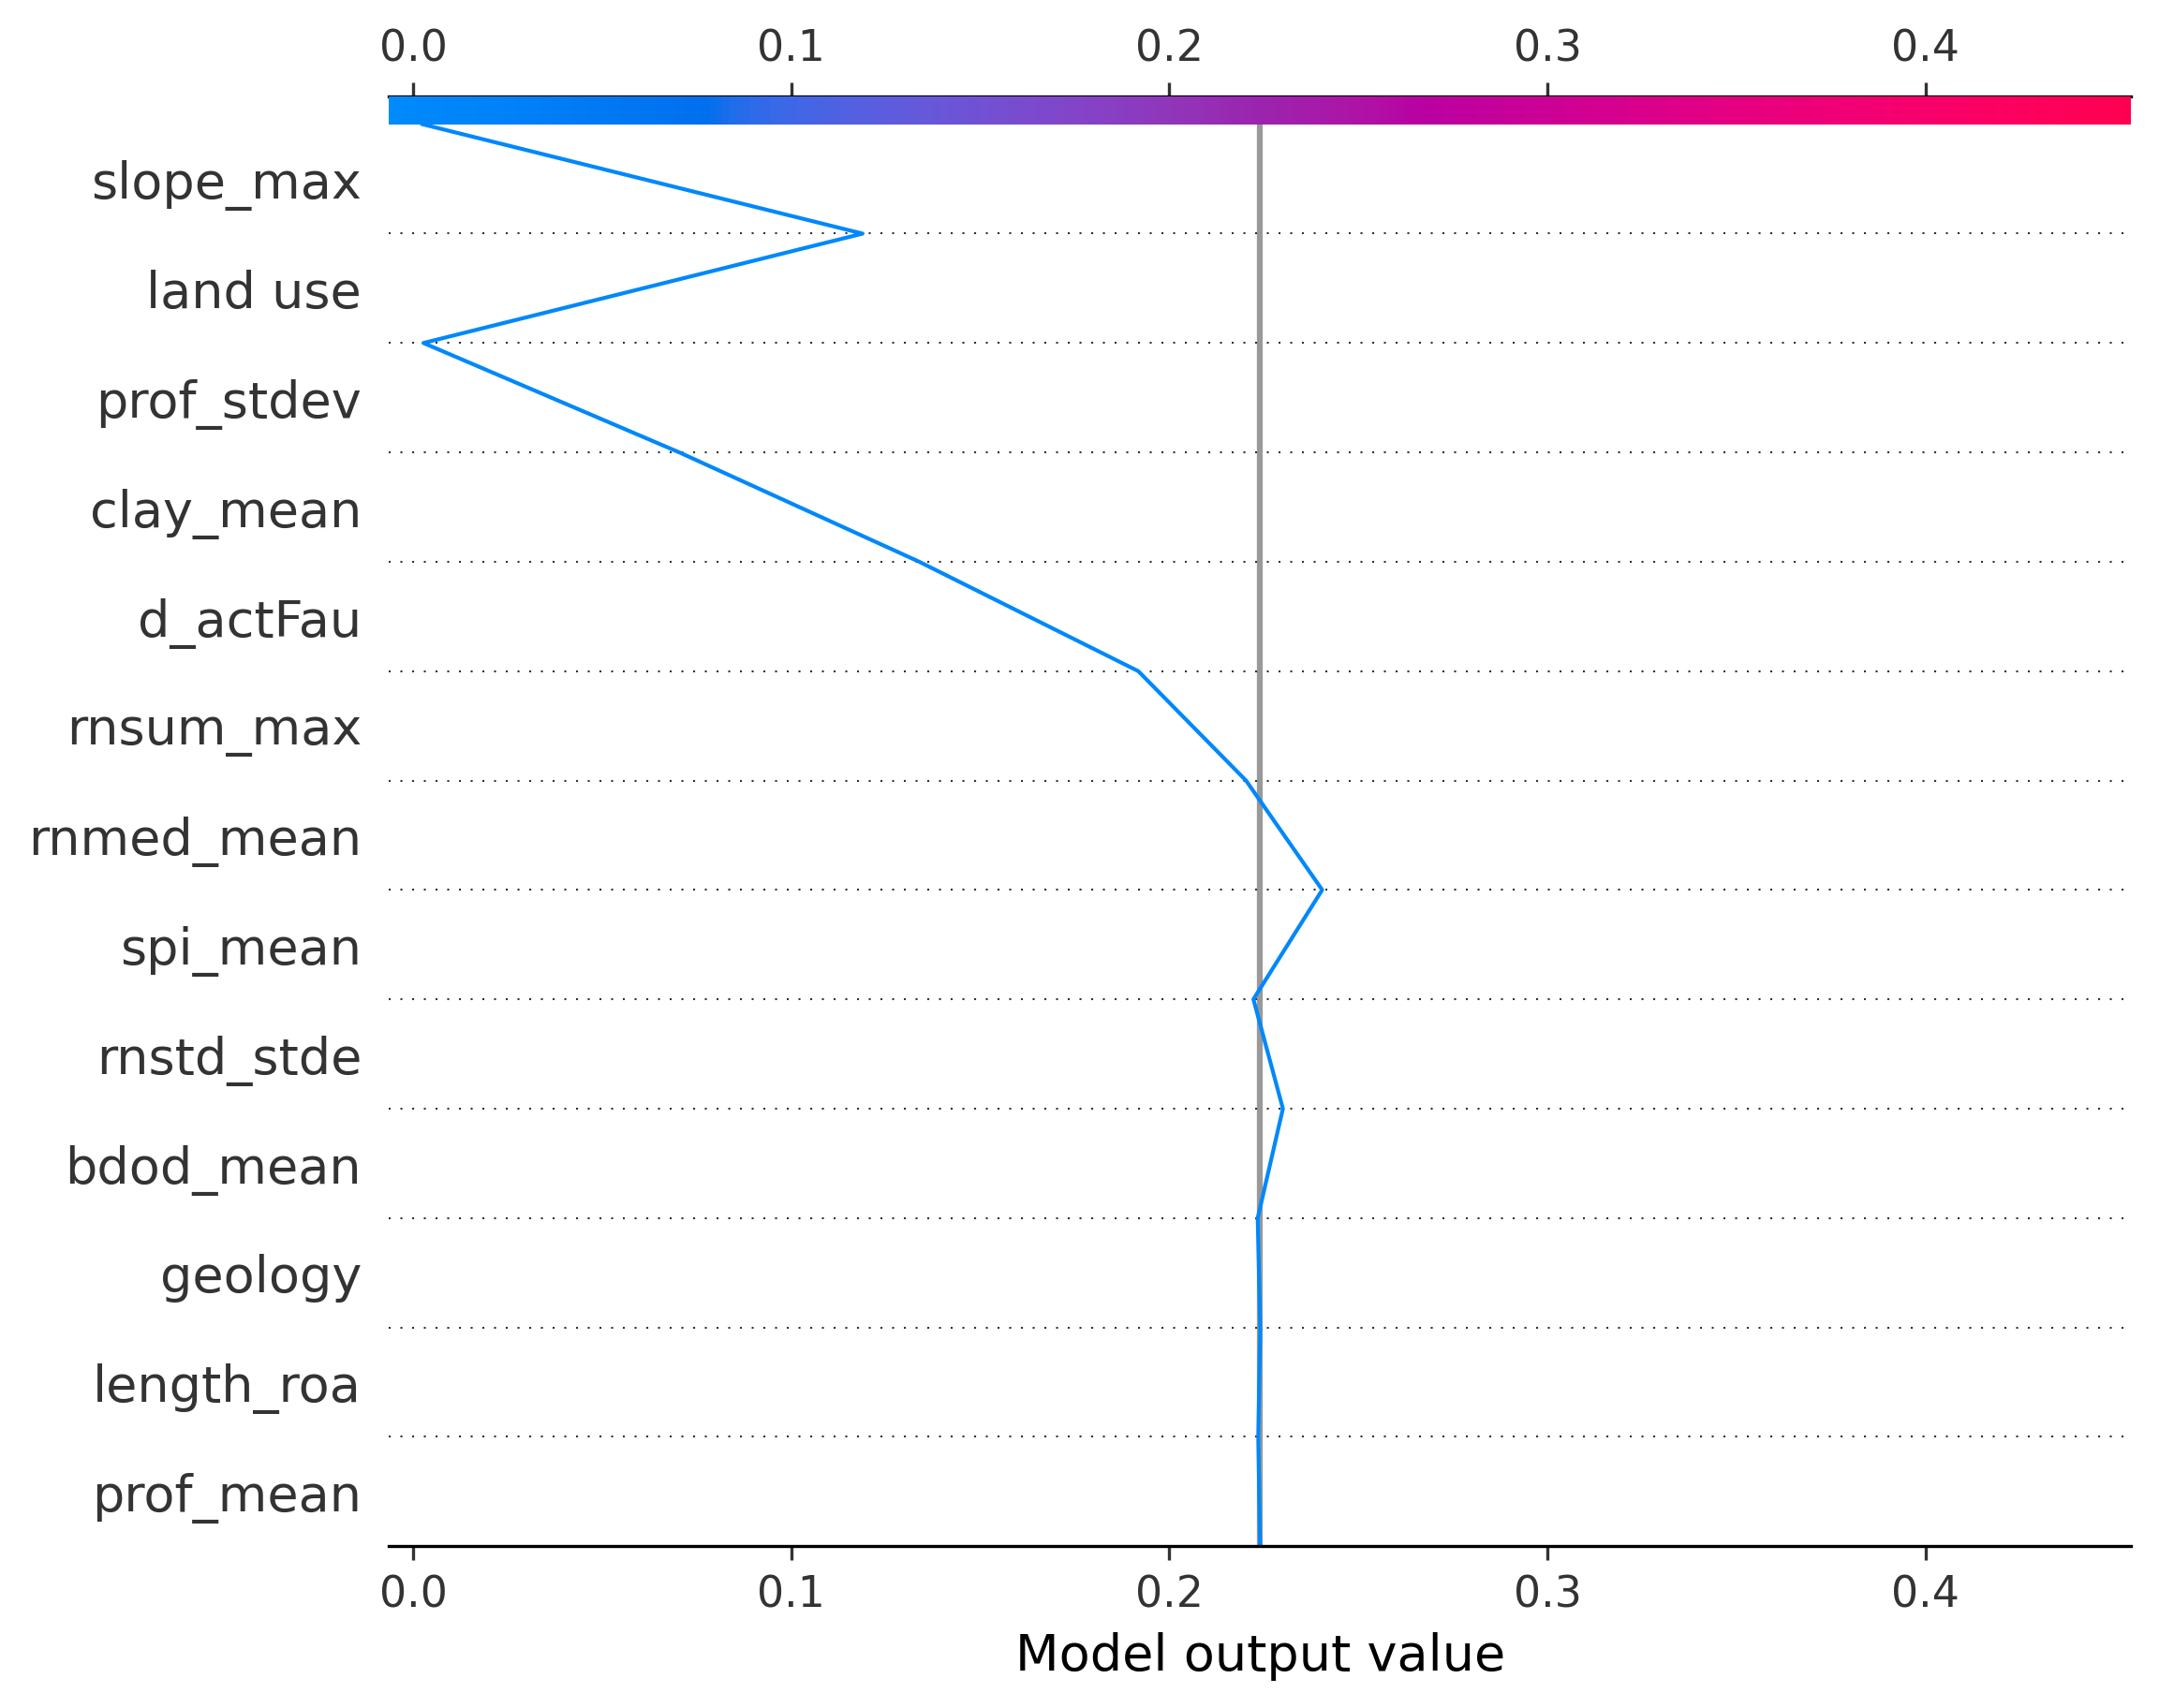 0.0 0.1 0.2 0.3 0.4
slope_max
land use
prof_stdev
clay_mean
d_actFau
rnsum_max
rnmed_mean
spi_mean
rnstd_stde
bdod_mean
geology
length_roa
prof_mean
0.0 0.1 0.2 0.3 0.4
Model output value